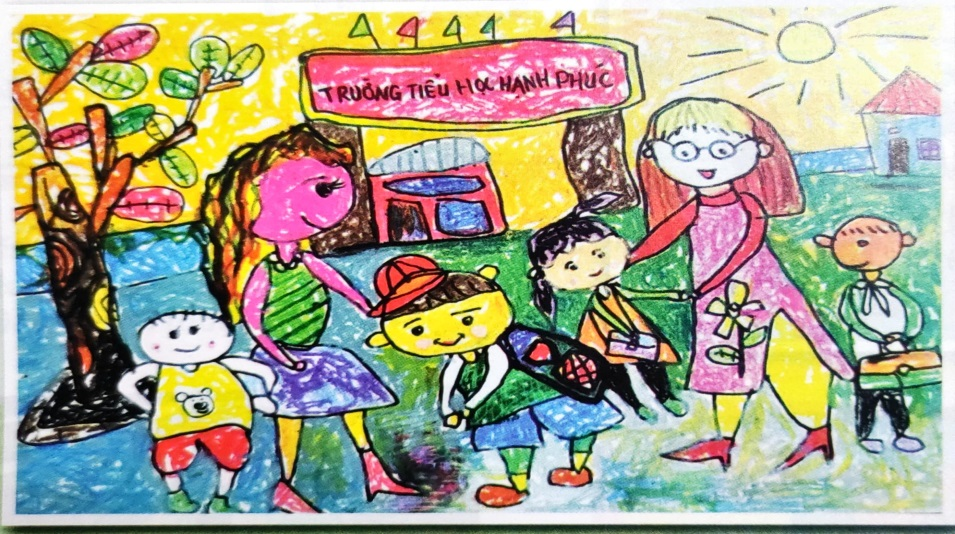 TRƯỜNG TIỂU HỌC HẠNH PHÚC